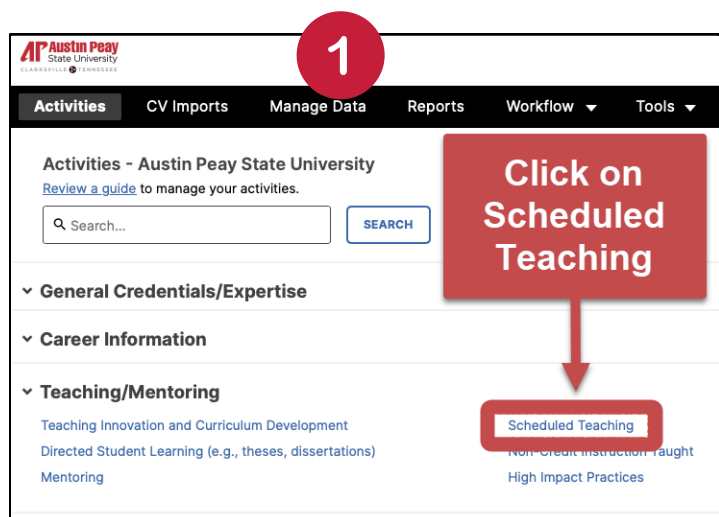 Austin Peay
State University
CLARKSVILLE TENNESSEE
1
Activities CV Imports Manage Data Reports Workflow Tools
Activities - Austin Peay State University
Review a guide to manage your activities.
Search...
SEARCH
Click on
Scheduled
Teaching
General Credentials/Expertise
Career Information
Teaching/Mentoring
Teaching Innovation and Curriculum Development
Scheduled Teaching
Directed Student Learning (e.g., theses, dissertations)
Non-Credit Instruction Taught
Mentoring
High Impact Practices